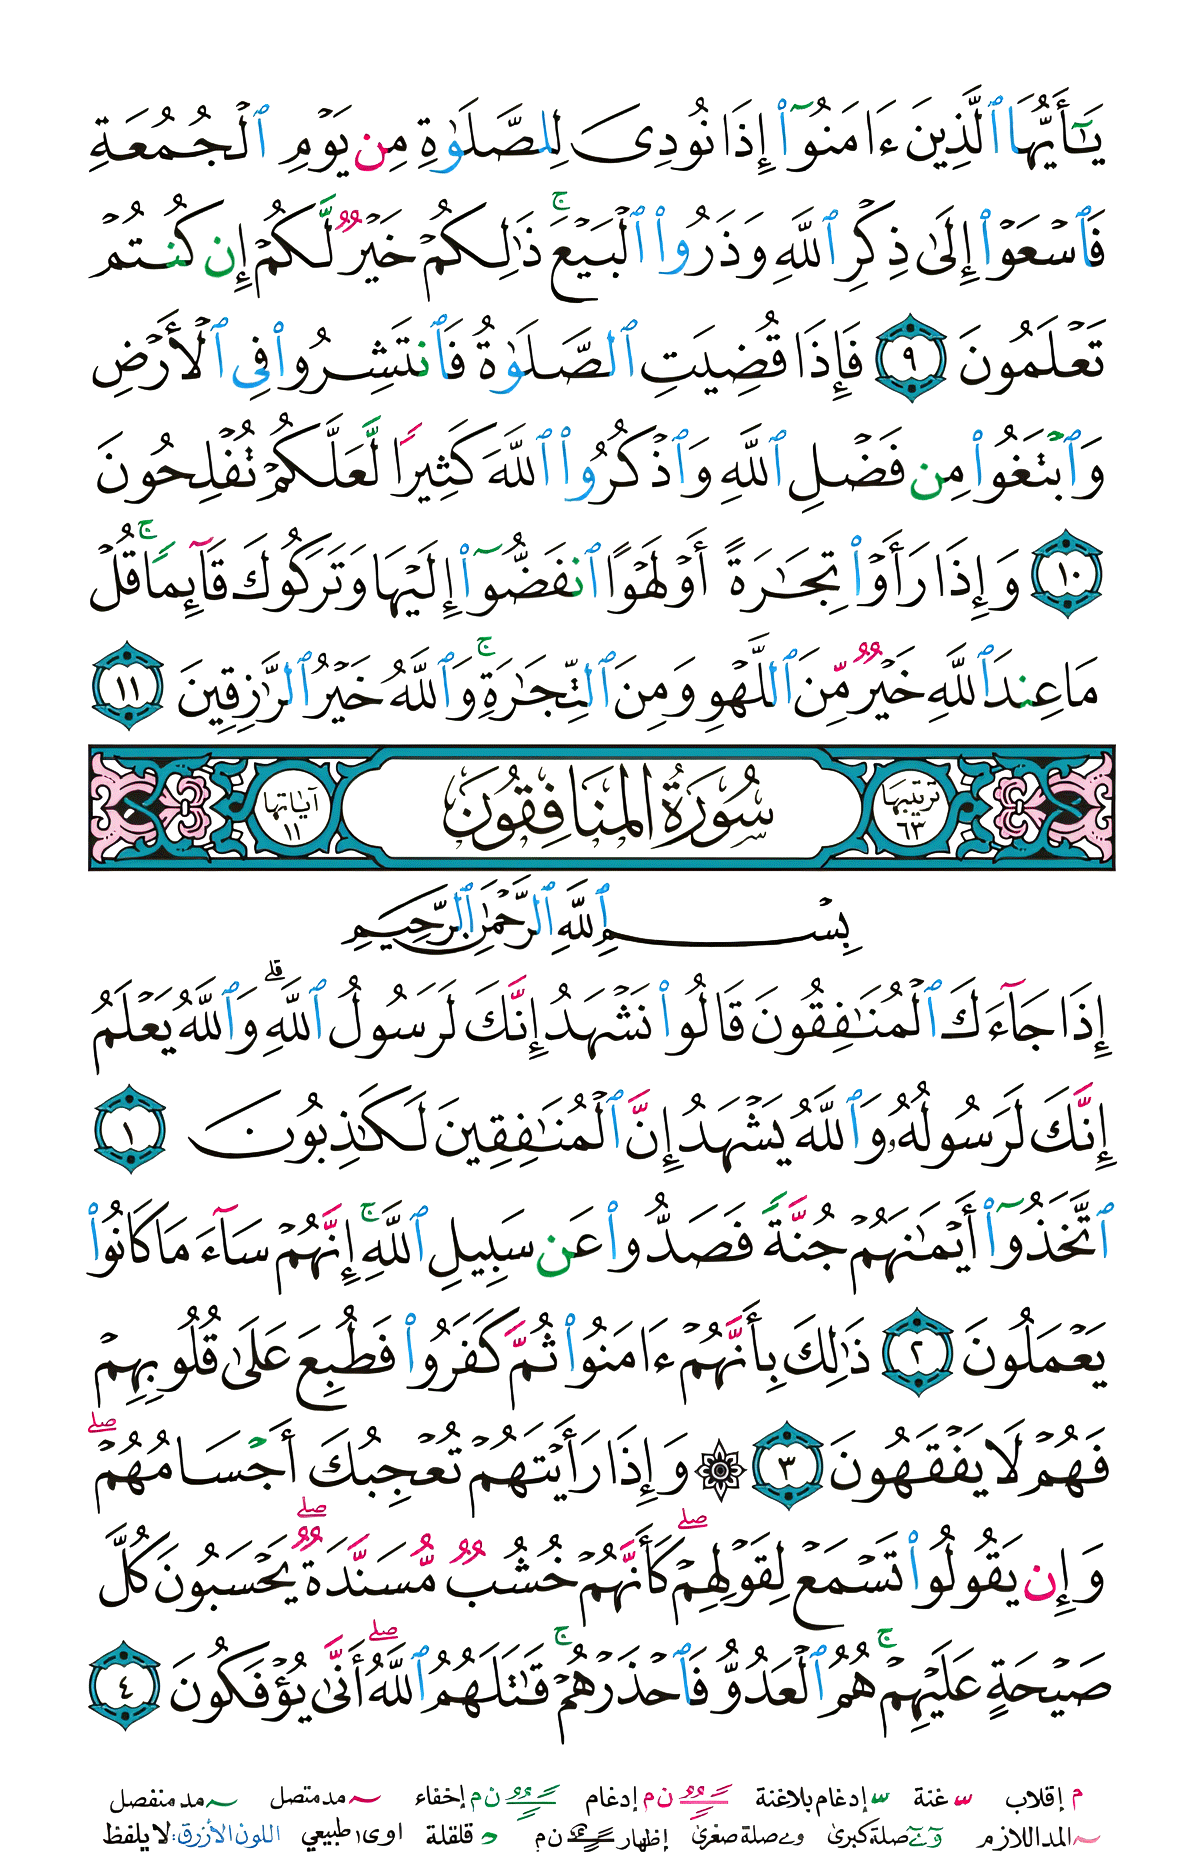 يَـٰٓأَيُّهَا ٱلَّذِينَ ءَامَنُوٓا۟ إِذَا نُودِىَ لِلصَّلَوٰةِ مِن يَوْمِ ٱلْجُمُعَةِ
فَٱسْعَوْا۟ إِلَىٰ ذِكْرِ ٱللَّهِ وَذَرُوا۟ ٱلْبَيْعَ ۚ ذَٰلِكُمْ خَيْرٌ لَّكُمْ إِن كُنتُمْ
تَعْلَمُونَ ٩ فَإِذَا قُضِيَتِ ٱلصَّلَوٰةُ فَٱنتَشِرُوا۟ فِى ٱلْأَرْضِ
وَٱبْتَغُوا۟ مِن فَضْلِ ٱللَّهِ وَٱذْكُرُوا۟ ٱللَّهَ كَثِيرًا لَّعَلَّكُمْ تُفْلِحُونَ
١٠ وَإِذَا رَأَوْا۟ تِجَـٰرَةً أَوْ لَهْوًا ٱنفَضُّوٓا۟ إِلَيْهَا وَتَرَكُوكَ قَآئِمًا ۚ قُلْ
مَا عِندَ ٱللَّهِ خَيْرٌ مِّنَ ٱللَّهْوِ وَمِنَ ٱلتِّجَـٰرَةِ ۚ وَٱللَّهُ خَيْرُ ٱلرَّٰزِقِينَ ١١
ترتيبها ٦٣ سُورَةُ المنَافِقُون آياتها ١١
بِسْمِ ٱللَّهِ ٱلرَّحْمَـٰنِ ٱلرَّحِيمِ
إِذَا جَآءَكَ ٱلْمُنَـٰفِقُونَ قَالُوا۟ نَشْهَدُ إِنَّكَ لَرَسُولُ ٱللَّهِ ۗ وَٱللَّهُ يَعْلَمُ
إِنَّكَ لَرَسُولُهُۥ وَٱللَّهُ يَشْهَدُ إِنَّ ٱلْمُنَـٰفِقِينَ لَكَـٰذِبُونَ ١
ٱتَّخَذُوٓا۟ أَيْمَـٰنَهُمْ جُنَّةً فَصَدُّوا۟ عَن سَبِيلِ ٱللَّهِ ۚ إِنَّهُمْ سَآءَ مَا كَانُوا۟
يَعْمَلُونَ ٢ ذَٰلِكَ بِأَنَّهُمْ ءَامَنُوا۟ ثُمَّ كَفَرُوا۟ فَطُبِعَ عَلَىٰ قُلُوبِهِمْ
فَهُمْ لَا يَفْقَهُونَ ٣ ۞ وَإِذَا رَأَيْتَهُمْ تُعْجِبُكَ أَجْسَامُهُمْ ۖ
وَإِن يَقُولُوا۟ تَسْمَعْ لِقَوْلِهِمْ ۖ كَأَنَّهُمْ خُشُبٌ مُّسَنَّدَةٌ ۖ يَحْسَبُونَ كُلَّ
صَيْحَةٍ عَلَيْهِمْ ۚ هُمُ ٱلْعَدُوُّ فَٱحْذَرْهُمْ ۚ قَـٰتَلَهُمُ ٱللَّهُ ۖ أَنَّىٰ يُؤْفَكُونَ ٤
م إقلاب غنة إدغام بلاغنة ن م إدغام ن م إخفاء مد متصل مد منفصل
المد اللازم صلة كبرىٰ وے صلة صغرىٰ إظهار ن م قلقلة اوى طبيعي اللون الأزرق: لا يلفظ